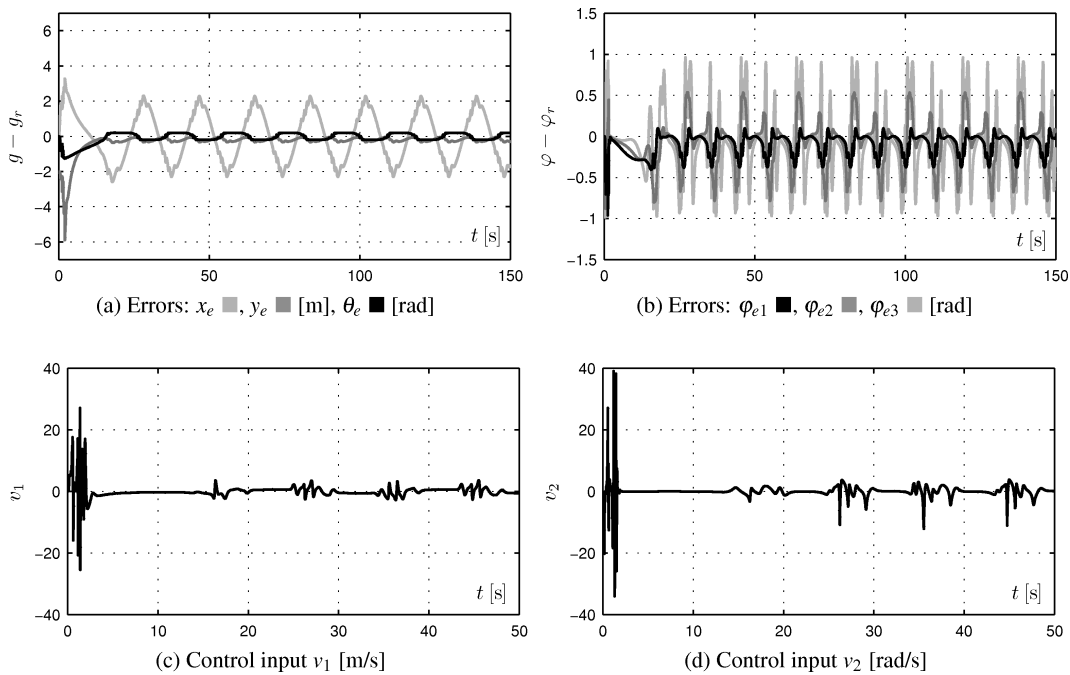 6
4
2
0
−2
−4
−6
g − g_r
t [s]
0 50 100 150
(a) Errors: x_e , y_e [m], θ_e [rad]
1.5
1
0.5
0
−0.5
−1
−1.5
φ − φ_r
t [s]
0 50 100 150
(b) Errors: φ_e1 , φ_e2 , φ_e3 [rad]
40
20
0
−20
−40
v_1
t [s]
0 10 20 30 40 50
(c) Control input v_1 [m/s]
40
20
0
−20
−40
v_2
t [s]
0 10 20 30 40 50
(d) Control input v_2 [rad/s]